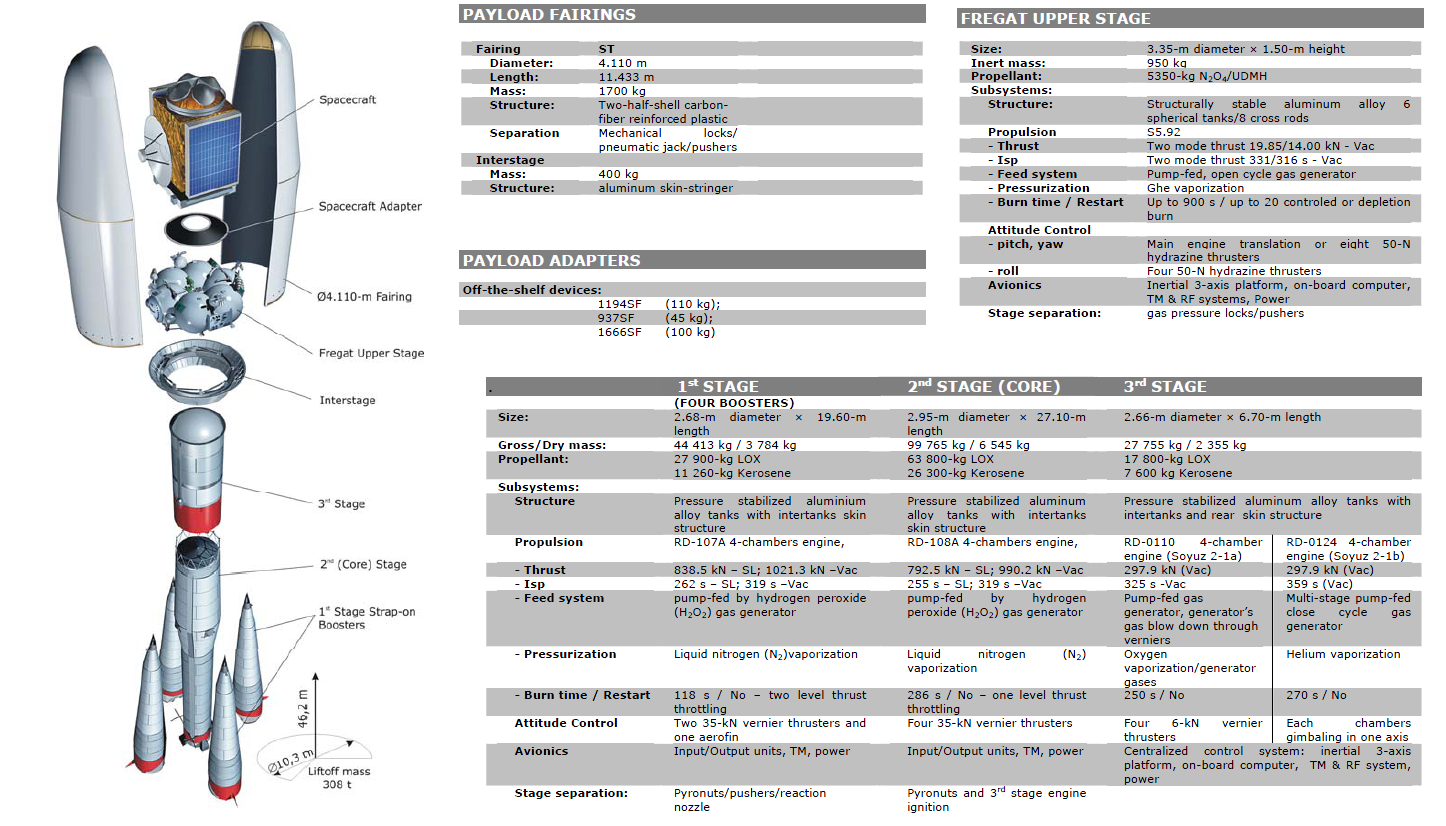 Spacecraft
Spacecraft Adapter
Ø4.110-m Fairing
Fregat Upper Stage
Interstage
3rd Stage
2nd (Core) Stage
1st Stage Strap-on
Boosters
46,2 m
Ø10,3 m
Liftoff mass
308 t
PAYLOAD FAIRINGS
Fairing ST
Diameter: 4.110 m
Length: 11.433 m
Mass: 1700 kg
Structure: Two-half-shell carbon-
fiber reinforced plastic
Separation Mechanical locks/
pneumatic jack/pushers
Interstage
Mass: 400 kg
Structure: aluminum skin-stringer
PAYLOAD ADAPTERS
Off-the-shelf devices:
1194SF (110 kg);
937SF (45 kg);
1666SF (100 kg)
FREGAT UPPER STAGE
Size: 3.35-m diameter × 1.50-m height
Inert mass: 950 kg
Propellant: 5350-kg N2O4/UDMH
Subsystems:
Structure: Structurally stable aluminum alloy 6
spherical tanks/8 cross rods
Propulsion S5.92
- Thrust Two mode thrust 19.85/14.00 kN - Vac
- Isp Two mode thrust 331/316 s - Vac
- Feed system Pump-fed, open cycle gas generator
- Pressurization Ghe vaporization
- Burn time / Restart Up to 900 s / up to 20 controled or depletion
burn
Attitude Control
- pitch, yaw Main engine translation or eight 50-N
hydrazine thrusters
- roll Four 50-N hydrazine thrusters
Avionics Inertial 3-axis platform, on-board computer,
TM & RF systems, Power
Stage separation: gas pressure locks/pushers
. 1st STAGE 2nd STAGE (CORE) 3rd STAGE
(FOUR BOOSTERS)
Size: 2.68-m diameter × 19.60-m 2.95-m diameter × 27.10-m 2.66-m diameter × 6.70-m length
length length
Gross/Dry mass: 44 413 kg / 3 784 kg 99 765 kg / 6 545 kg 27 755 kg / 2 355 kg
Propellant: 27 900-kg LOX 63 800-kg LOX 17 800-kg LOX
11 260-kg Kerosene 26 300-kg Kerosene 7 600 kg Kerosene
Subsystems:
Structure Pressure stabilized aluminium Pressure stabilized aluminum Pressure stabilized aluminum alloy tanks with
alloy tanks with intertanks skin alloy tanks with intertanks intertanks and rear skin structure
structure skin structure
Propulsion RD-107A 4-chambers engine, RD-108A 4-chambers engine, RD-0110 4-chamber RD-0124 4-chamber
engine (Soyuz 2-1a) engine (Soyuz 2-1b)
- Thrust 838.5 kN – SL; 1021.3 kN –Vac 792.5 kN – SL; 990.2 kN –Vac 297.9 kN (Vac) 297.9 kN (Vac)
- Isp 262 s – SL; 319 s –Vac 255 s – SL; 319 s –Vac 325 s -Vac 359 s (Vac)
- Feed system pump-fed by hydrogen peroxide pump-fed by hydrogen Pump-fed gas Multi-stage pump-fed
(H2O2) gas generator peroxide (H2O2) gas generator generator, generator's close cycle gas
gas blow down through generator
verniers
- Pressurization Liquid nitrogen (N2)vaporization Liquid nitrogen (N2) Oxygen Helium vaporization
vaporization vaporization/generator
gases
- Burn time / Restart 118 s / No – two level thrust 286 s / No – one level thrust 250 s / No 270 s / No
throttling throttling
Attitude Control Two 35-kN vernier thrusters and Four 35-kN vernier thrusters Four 6-kN vernier Each chambers
one aerofin thrusters gimbaling in one axis
Avionics Input/Output units, TM, power Input/Output units, TM, power Centralized control system: inertial 3-axis
platform, on-board computer, TM & RF system,
power
Stage separation: Pyronuts/pushers/reaction Pyronuts and 3rd stage engine
nozzle ignition